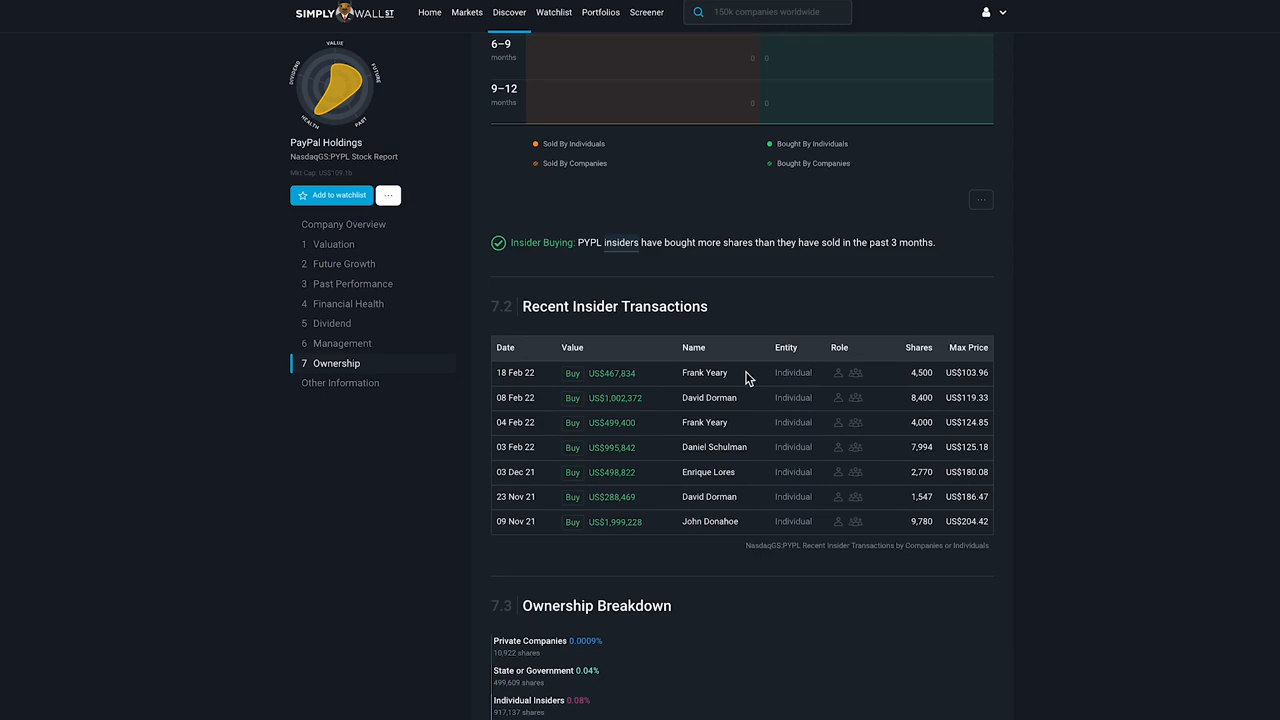 SIMPLY WALL ST
Home Markets Discover Watchlist Portfolios Screener
150k companies worldwide
VALUE
FUTURE
PAST
HEALTH
DIVIDEND
PayPal Holdings
NasdaqGS:PYPL Stock Report
Mkt Cap: US$109.1b
Add to watchlist ...
Company Overview
1 Valuation
2 Future Growth
3 Past Performance
4 Financial Health
5 Dividend
6 Management
7 Ownership
Other Information
6–9
months
0 0
9–12
months
0 0
Sold By Individuals Bought By Individuals
Sold By Companies Bought By Companies
...
Insider Buying: PYPL insiders have bought more shares than they have sold in the past 3 months.
7.2 Recent Insider Transactions
Date Value Name Entity Role Shares Max Price
18 Feb 22 Buy US$467,834 Frank Yeary Individual 4,500 US$103.96
08 Feb 22 Buy US$1,002,372 David Dorman Individual 8,400 US$119.33
04 Feb 22 Buy US$499,400 Frank Yeary Individual 4,000 US$124.85
03 Feb 22 Buy US$995,842 Daniel Schulman Individual 7,994 US$125.18
03 Dec 21 Buy US$498,822 Enrique Lores Individual 2,770 US$180.08
23 Nov 21 Buy US$288,469 David Dorman Individual 1,547 US$186.47
09 Nov 21 Buy US$1,999,228 John Donahoe Individual 9,780 US$204.42
NasdaqGS:PYPL Recent Insider Transactions by Companies or Individuals
7.3 Ownership Breakdown
Private Companies 0.0009%
10,922 shares
State or Government 0.04%
499,609 shares
Individual Insiders 0.08%
917,137 shares